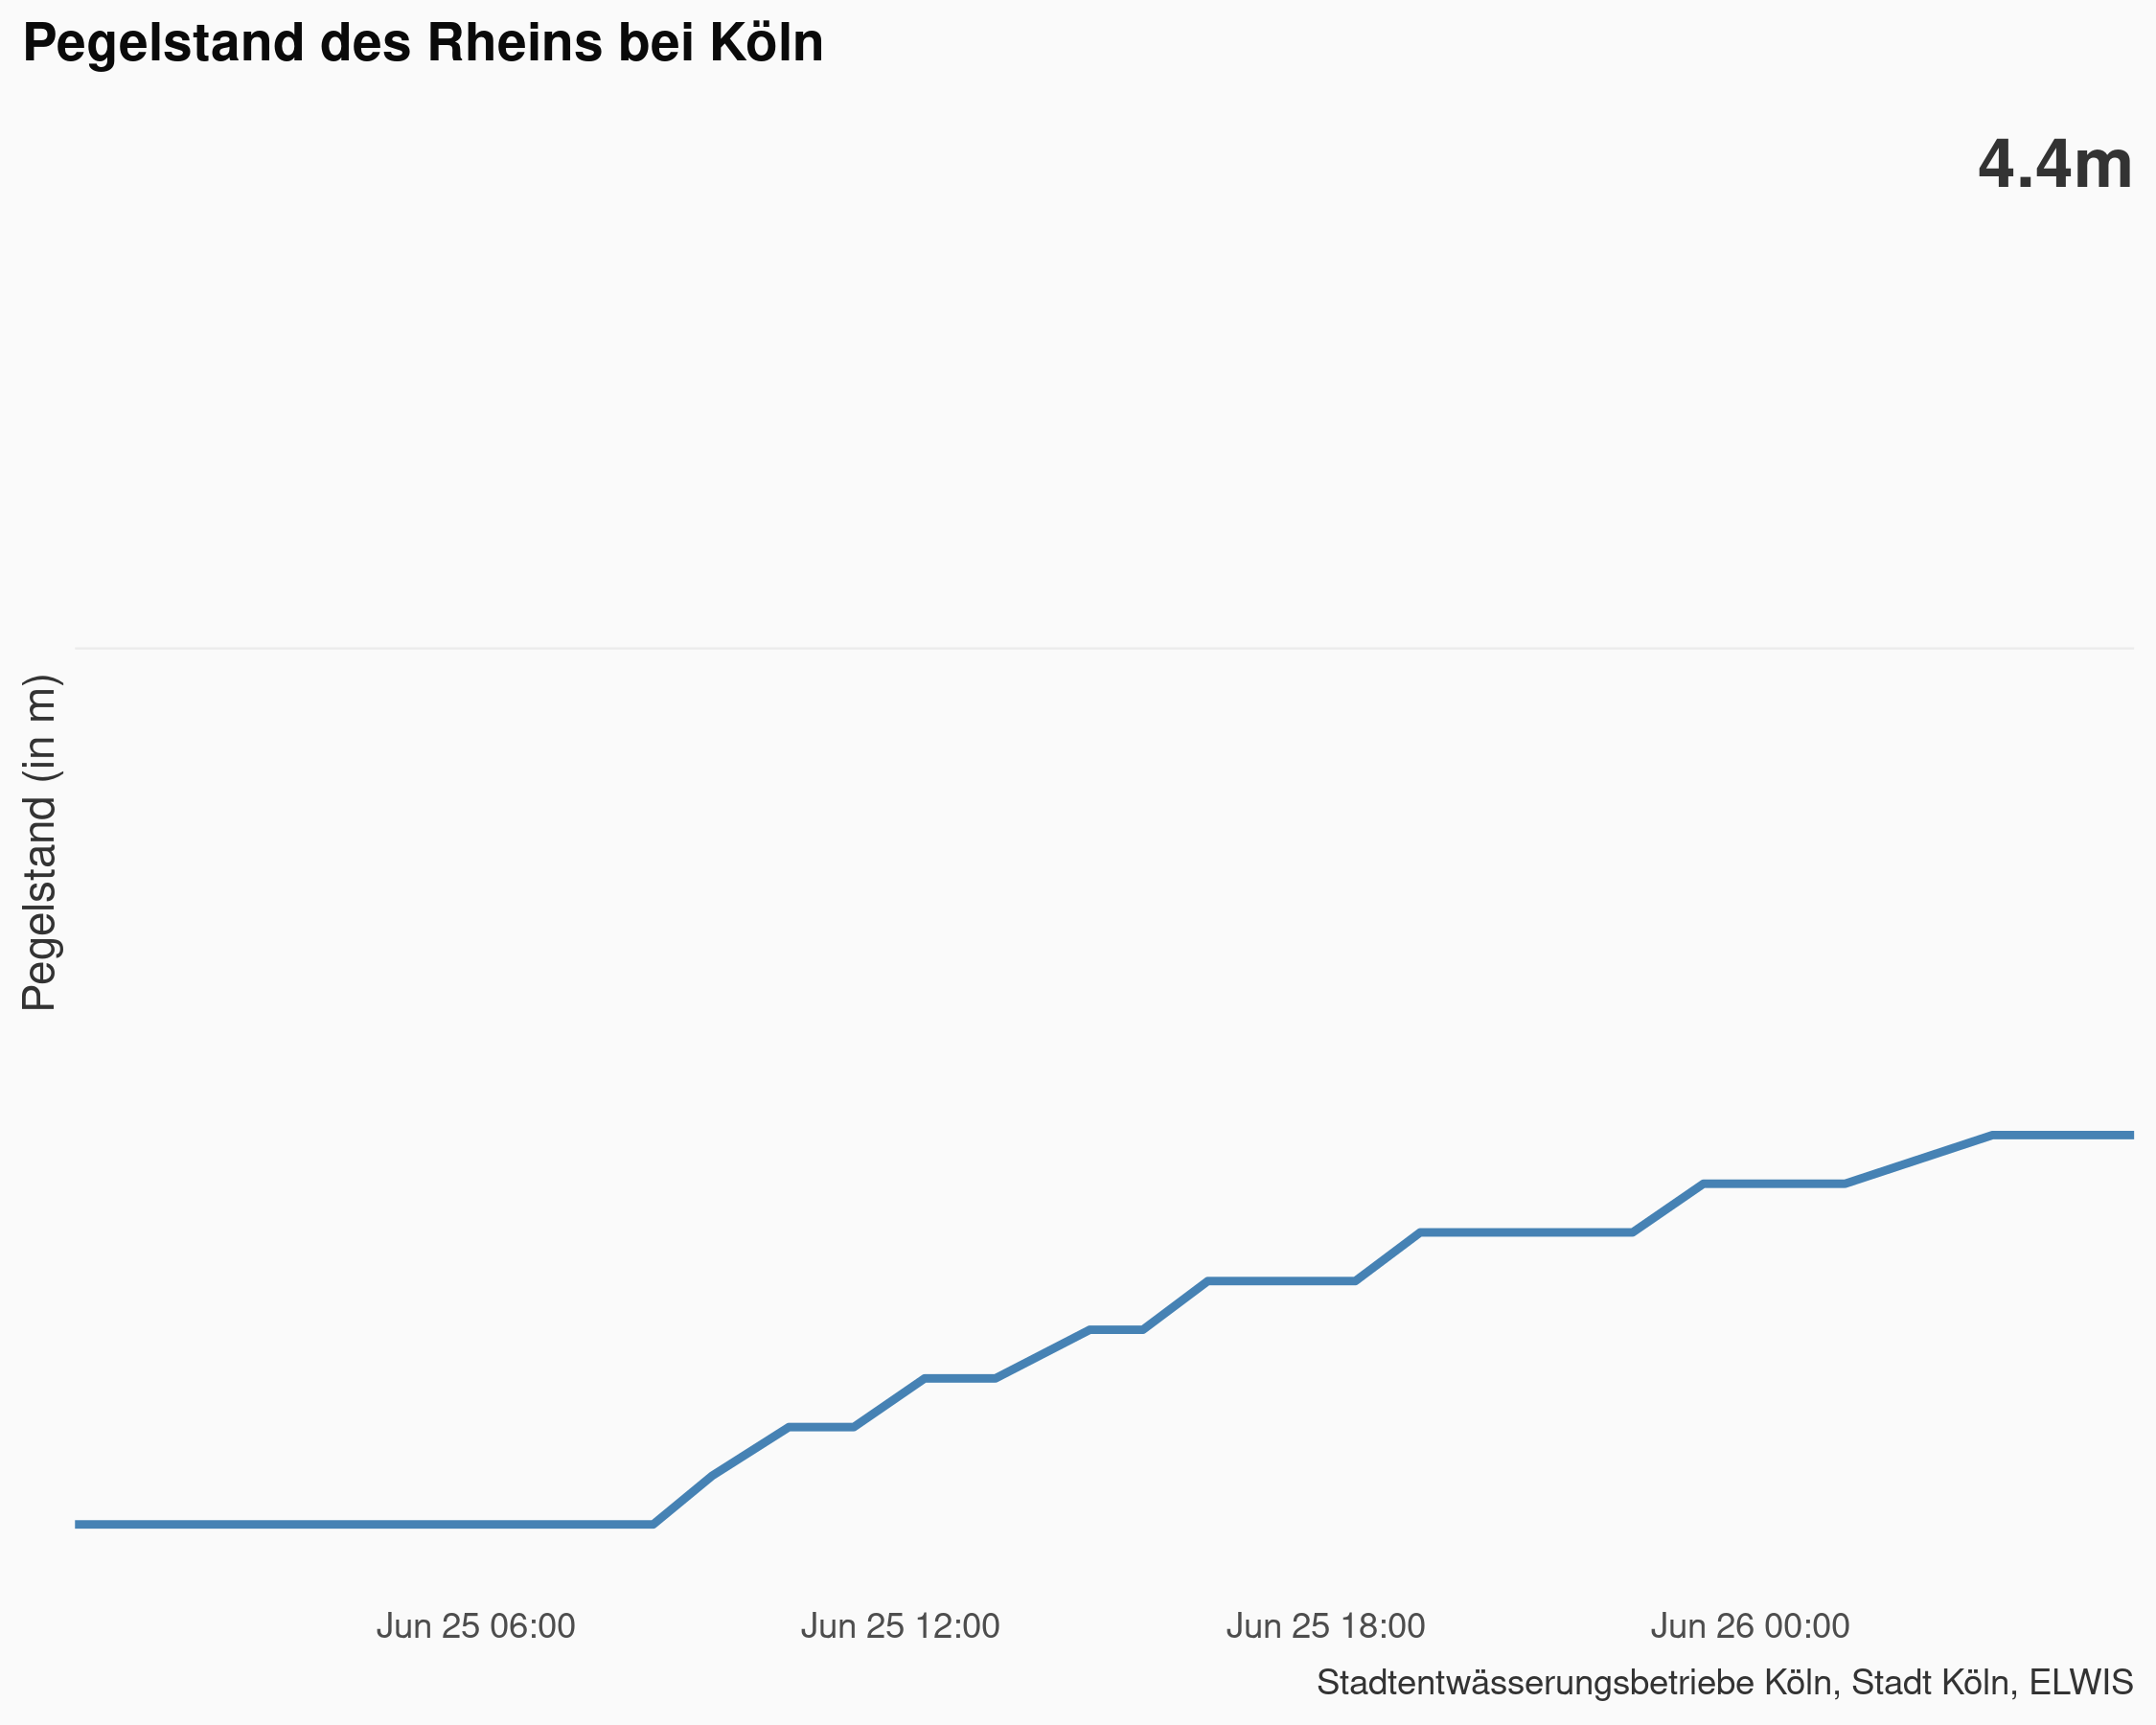 Pegelstand des Rheins bei Köln
4.4m
Pegelstand (in m)
Jun 25 06:00 Jun 25 12:00 Jun 25 18:00 Jun 26 00:00
Stadtentwässerungsbetriebe Köln, Stadt Köln, ELWIS